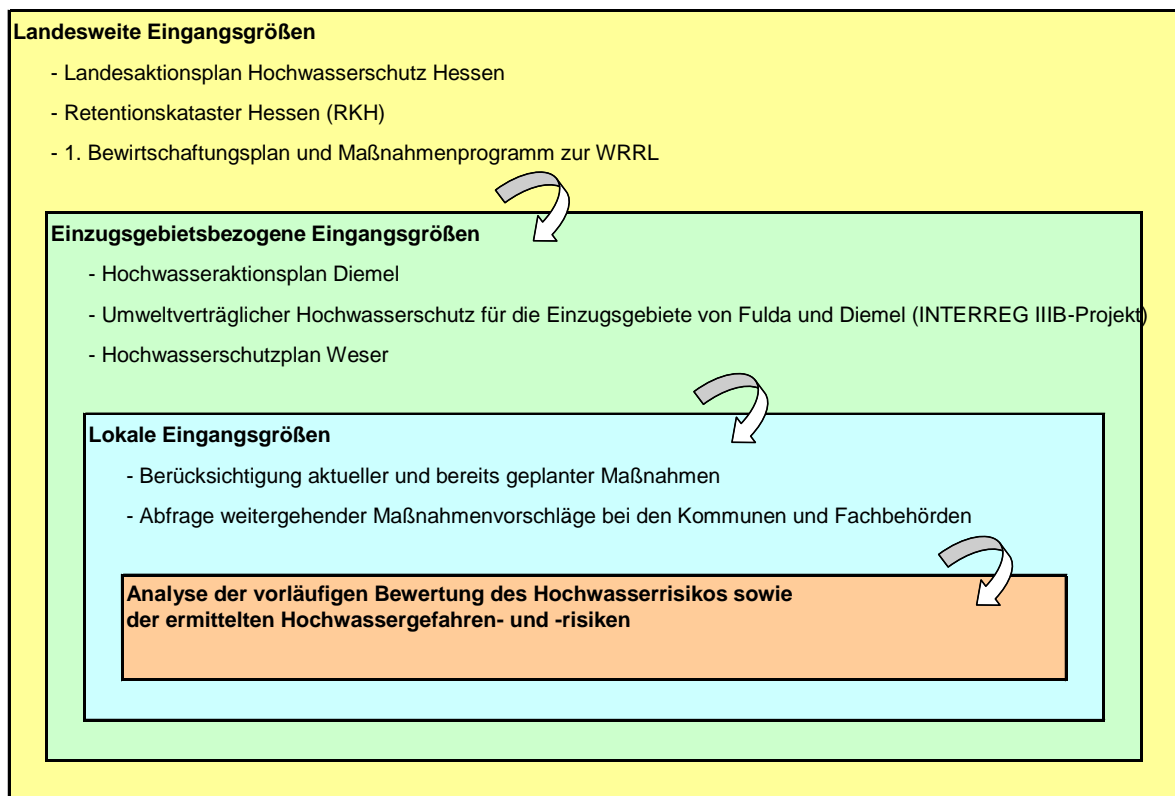 Landesweite Eingangsgrößen
- Landesaktionsplan Hochwasserschutz Hessen
- Retentionskataster Hessen (RKH)
- 1. Bewirtschaftungsplan und Maßnahmenprogramm zur WRRL
Einzugsgebietsbezogene Eingangsgrößen
- Hochwasseraktionsplan Diemel
- Umweltverträglicher Hochwasserschutz für die Einzugsgebiete von Fulda und Diemel (INTERREG IIIB-Projekt)
- Hochwasserschutzplan Weser
Lokale Eingangsgrößen
- Berücksichtigung aktueller und bereits geplanter Maßnahmen
- Abfrage weitergehender Maßnahmenvorschläge bei den Kommunen und Fachbehörden
Analyse der vorläufigen Bewertung des Hochwasserrisikos sowie
der ermittelten Hochwassergefahren- und -risiken